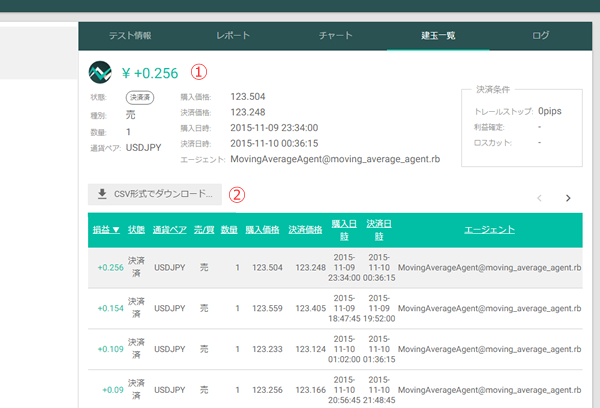 テスト情報 レポート チャート 建玉一覧 ログ
¥ +0.256 ①
状態: 決済済 購入価格: 123.504 決済条件
種別: 売 決済価格: 123.248 トレールストップ: 0pips
数量: 1 購入日時: 2015-11-09 23:34:00 利益確定: -
通貨ペア: USDJPY 決済日時: 2015-11-10 00:36:15 ロスカット: -
エージェント: MovingAverageAgent@moving_average_agent.rb
CSV形式でダウンロード... ②
損益▼ 状態 通貨ペア 売/買 数量 購入価格 決済価格 購入日時 決済日時 エージェント
+0.256 決済済 USDJPY 売 1 123.504 123.248 2015-11-09 23:34:00 2015-11-10 00:36:15 MovingAverageAgent@moving_average_agent.rb
+0.154 決済済 USDJPY 売 1 123.559 123.405 2015-11-09 18:47:45 2015-11-09 19:52:00 MovingAverageAgent@moving_average_agent.rb
+0.109 決済済 USDJPY 売 1 123.233 123.124 2015-11-10 01:02:00 2015-11-10 01:36:15 MovingAverageAgent@moving_average_agent.rb
+0.09 決済済 USDJPY 売 1 123.256 123.166 2015-11-10 20:56:45 2015-11-10 21:48:45 MovingAverageAgent@moving_average_agent.rb